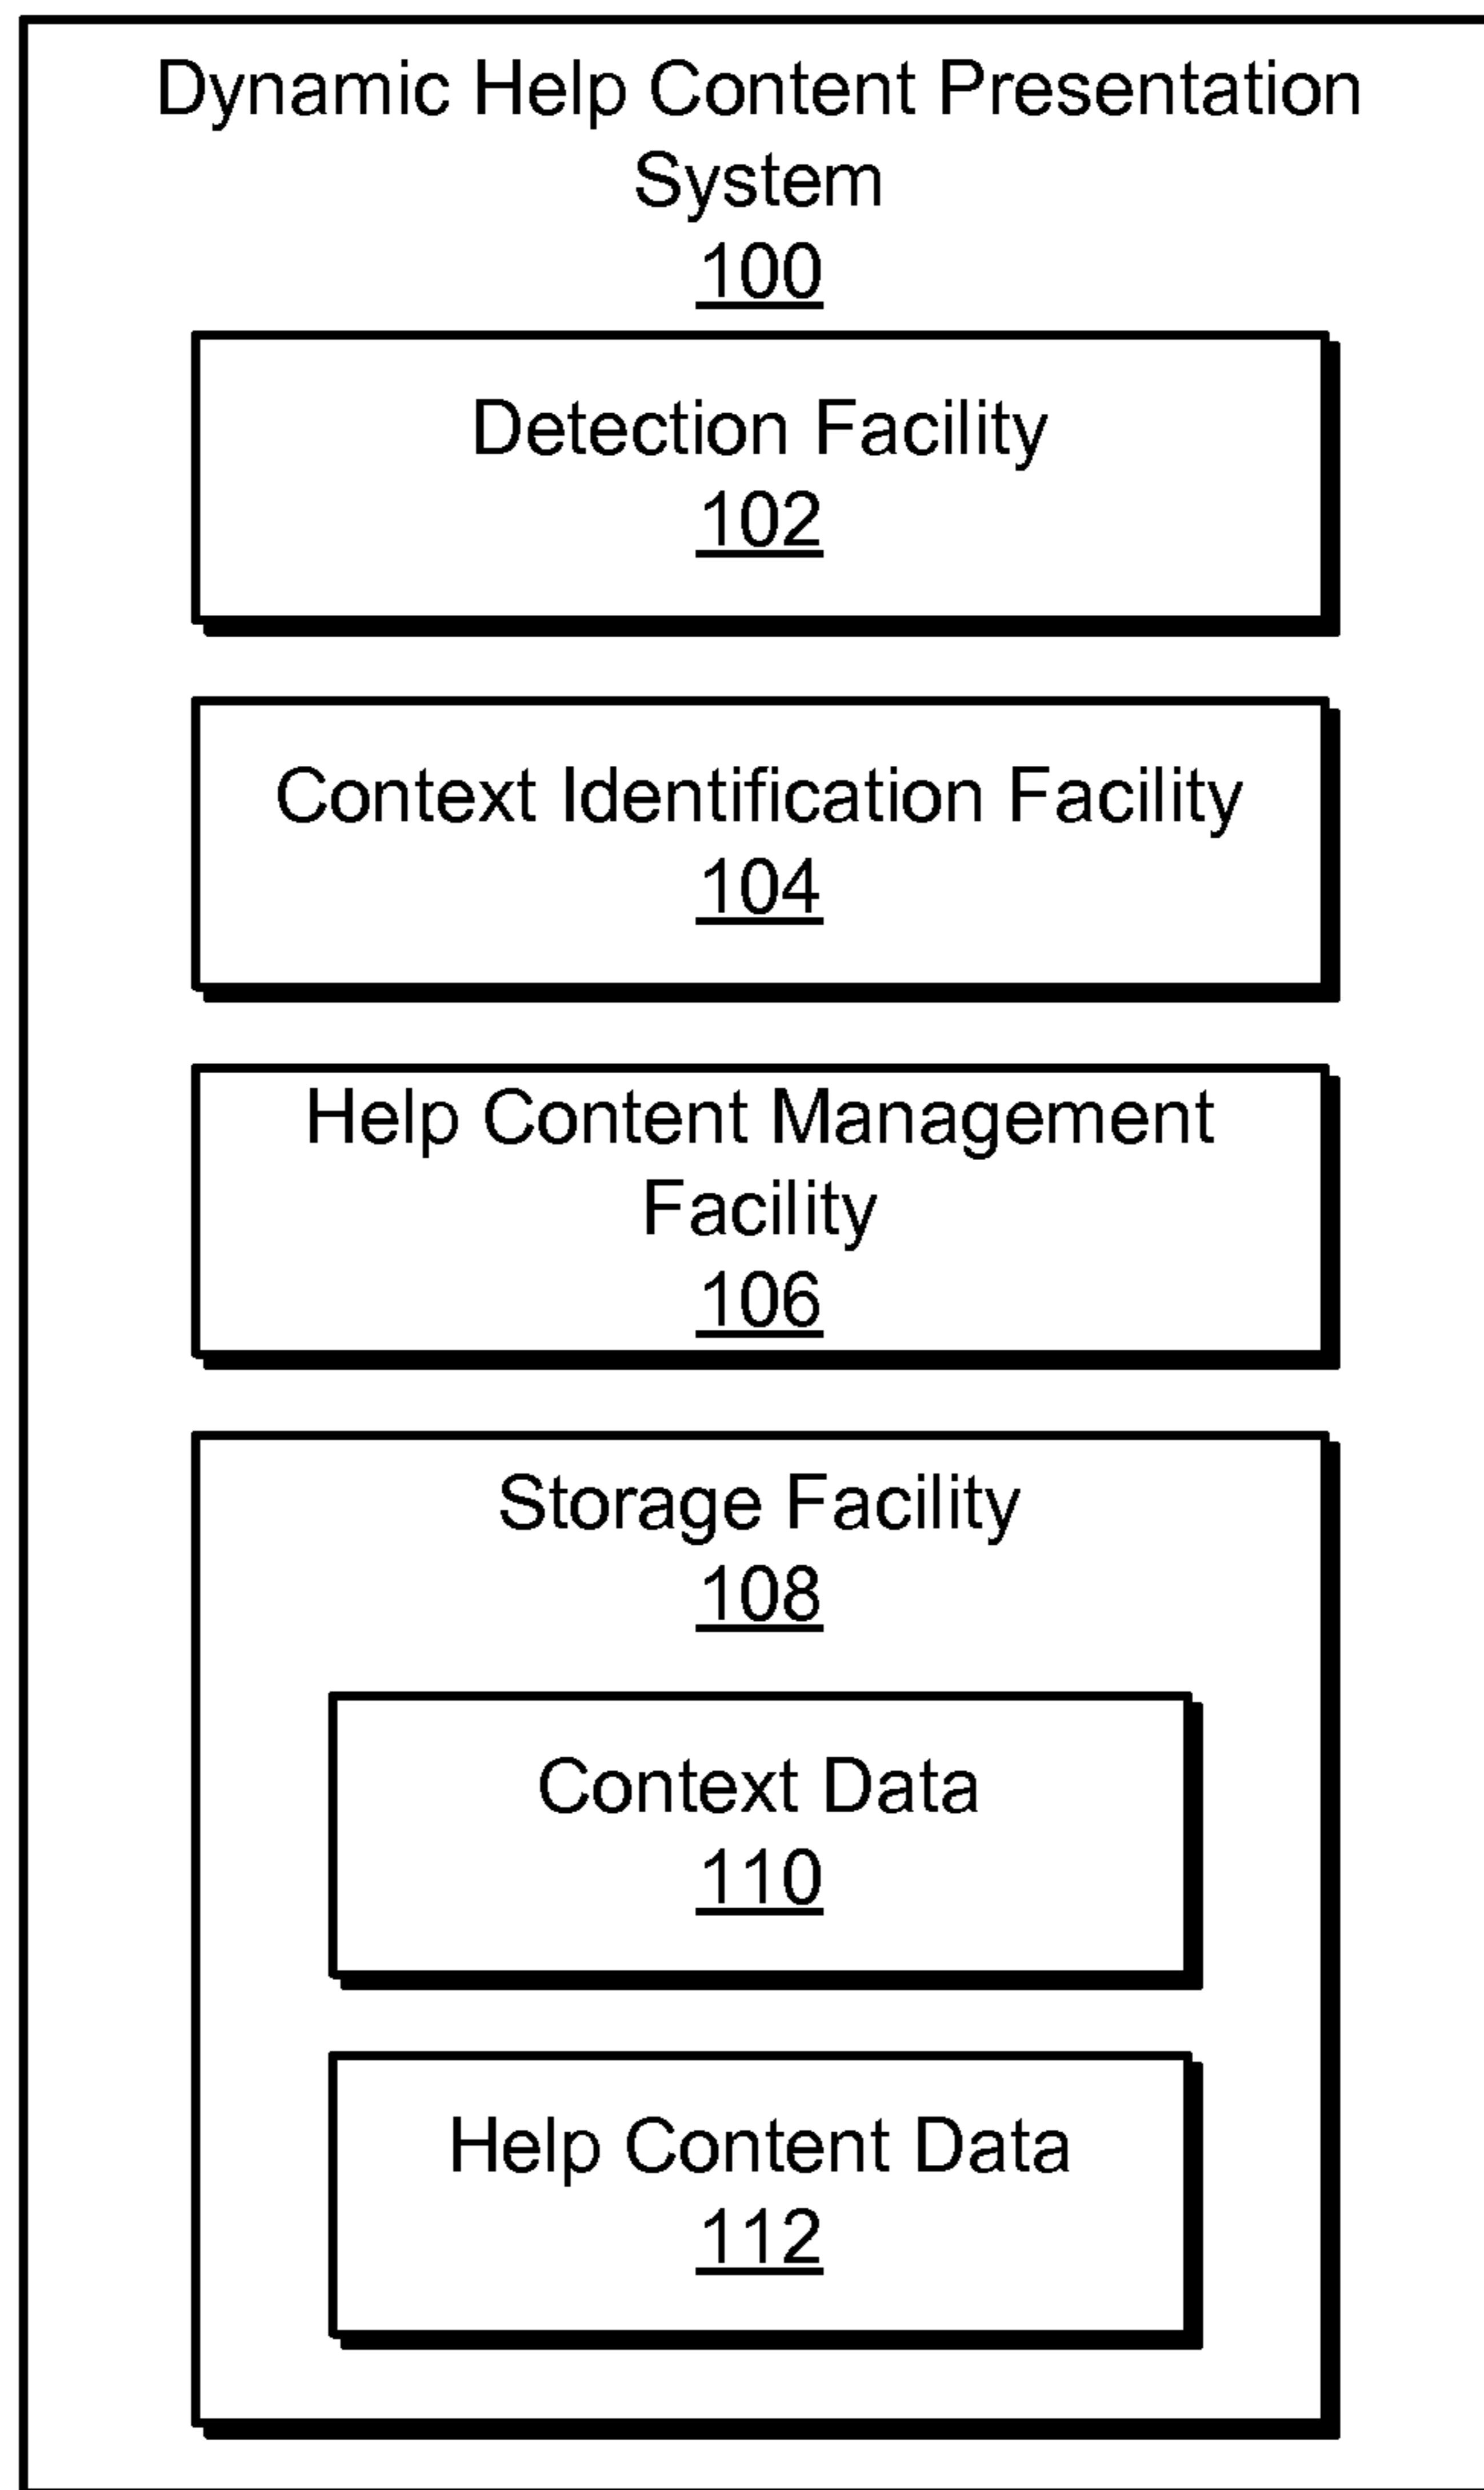 Dynamic Help Content Presentation
System
100
Detection Facility
102
Context Identification Facility
104
Help Content Management
Facility
106
Storage Facility
108
Context Data
110
Help Content Data
112